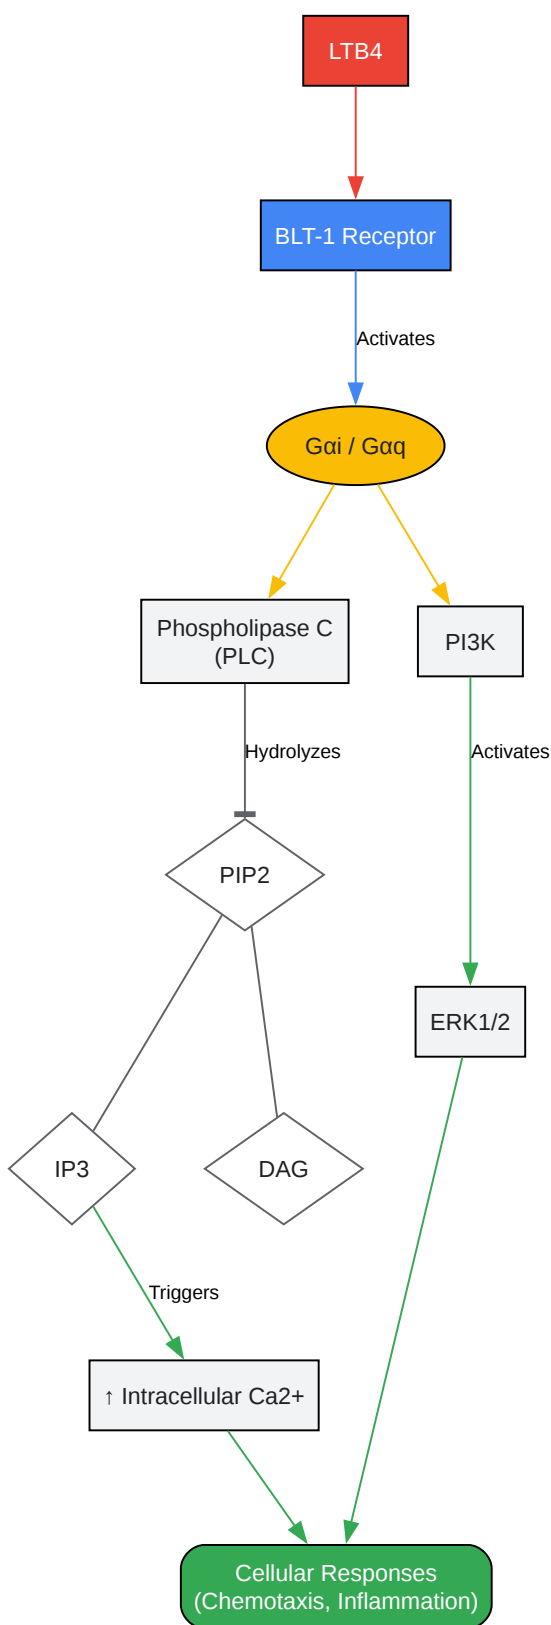 LTB4
BLT-1 Receptor
Activates
Gαi / Gαq
Phospholipase C
(PLC)
PI3K
Hydrolyzes
Activates
PIP2
ERK1/2
IP3
DAG
Triggers
↑ Intracellular Ca2+
Cellular Responses
(Chemotaxis, Inflammation)